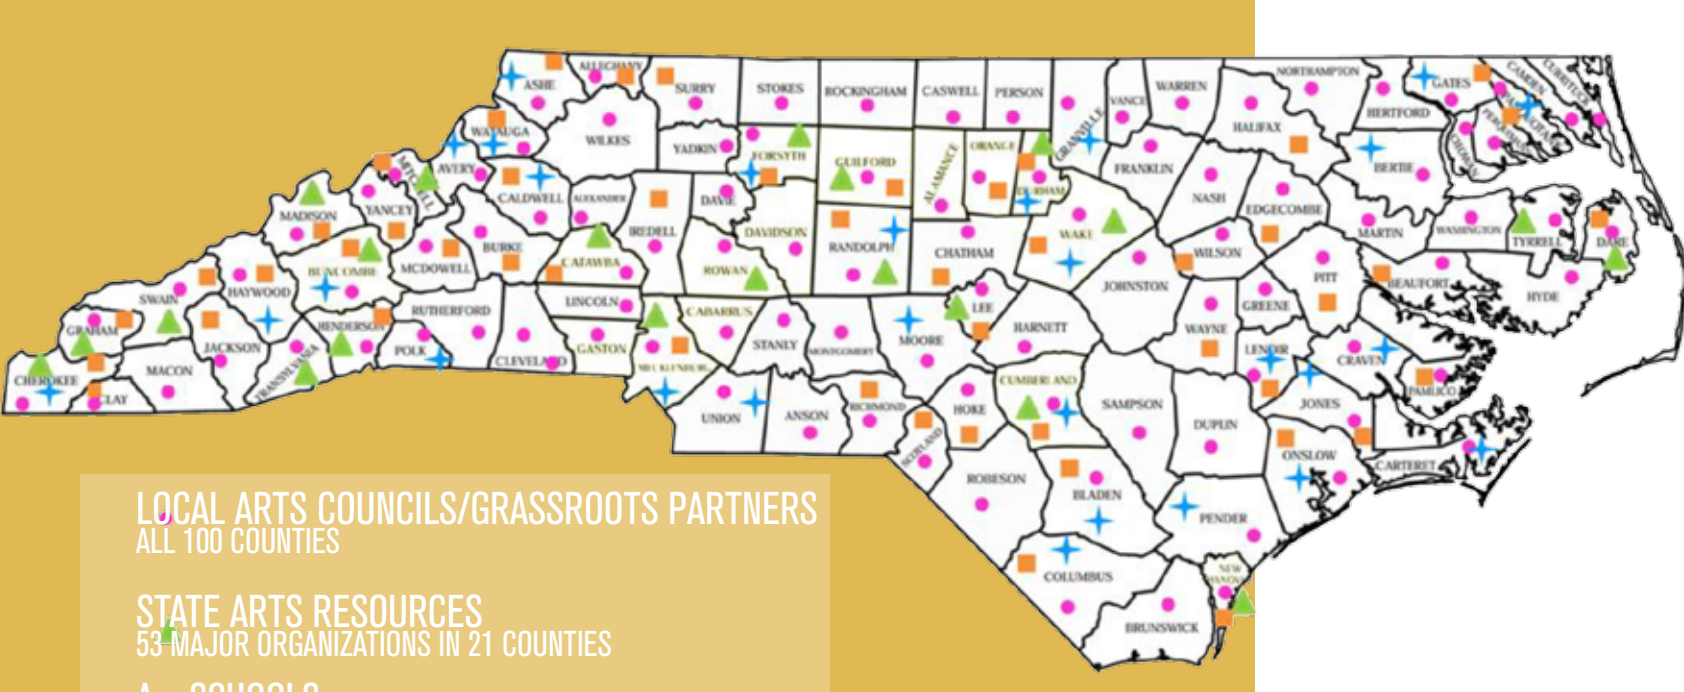 ALLEGHANY
NORTHAMPTON
ASHE
SURRY
STOKES
ROCKINGHAM
CASWELL
PERSON
VANCE
WARREN
GATES
CAMDEN
CURRITUCK
HERTFORD
WATAUGA
WILKES
YADKIN
FORSYTH
GUILFORD
ALAMANCE
ORANGE
DURHAM
GRANVILLE
FRANKLIN
HALIFAX
BERTIE
CHOWAN
MITCHELL
AVERY
CALDWELL
ALEXANDER
DAVIE
IREDELL
NASH
EDGECOMBE
MARTIN
WASHINGTON
TYRRELL
DARE
MADISON
YANCEY
BURKE
DAVIDSON
RANDOLPH
CHATHAM
WAKE
WILSON
BUNCOMBE
MCDOWELL
CATAWBA
ROWAN
JOHNSTON
PITT
BEAUFORT
HYDE
SWAIN
HAYWOOD
RUTHERFORD
LINCOLN
CABARRUS
LEE
HARNETT
WAYNE
GREENE
GRAHAM
JACKSON
HENDERSON
POLK
CLEVELAND
GASTON
STANLY
MONTGOMERY
MOORE
LENOIR
CRAVEN
CHEROKEE
CLAY
MACON
TRANSYLVANIA
MECKLENBURG
UNION
ANSON
RICHMOND
HOKE
CUMBERLAND
SAMPSON
DUPLIN
JONES
PAMLICO
SCOTLAND
ROBESON
BLADEN
ONSLOW
CARTERET
PENDER
COLUMBUS
NEW
HANOVER
BRUNSWICK
LOCAL ARTS COUNCILS/GRASSROOTS PARTNERS
ALL 100 COUNTIES
STATE ARTS RESOURCES
53 MAJOR ORGANIZATIONS IN 21 COUNTIES